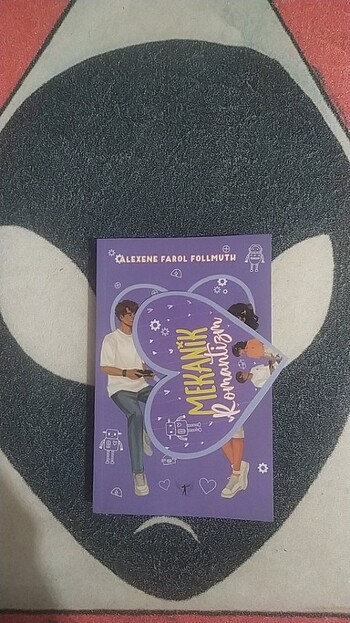 ALEXENE FAROL FOLLMUTH
MEKANİK
Romantizm